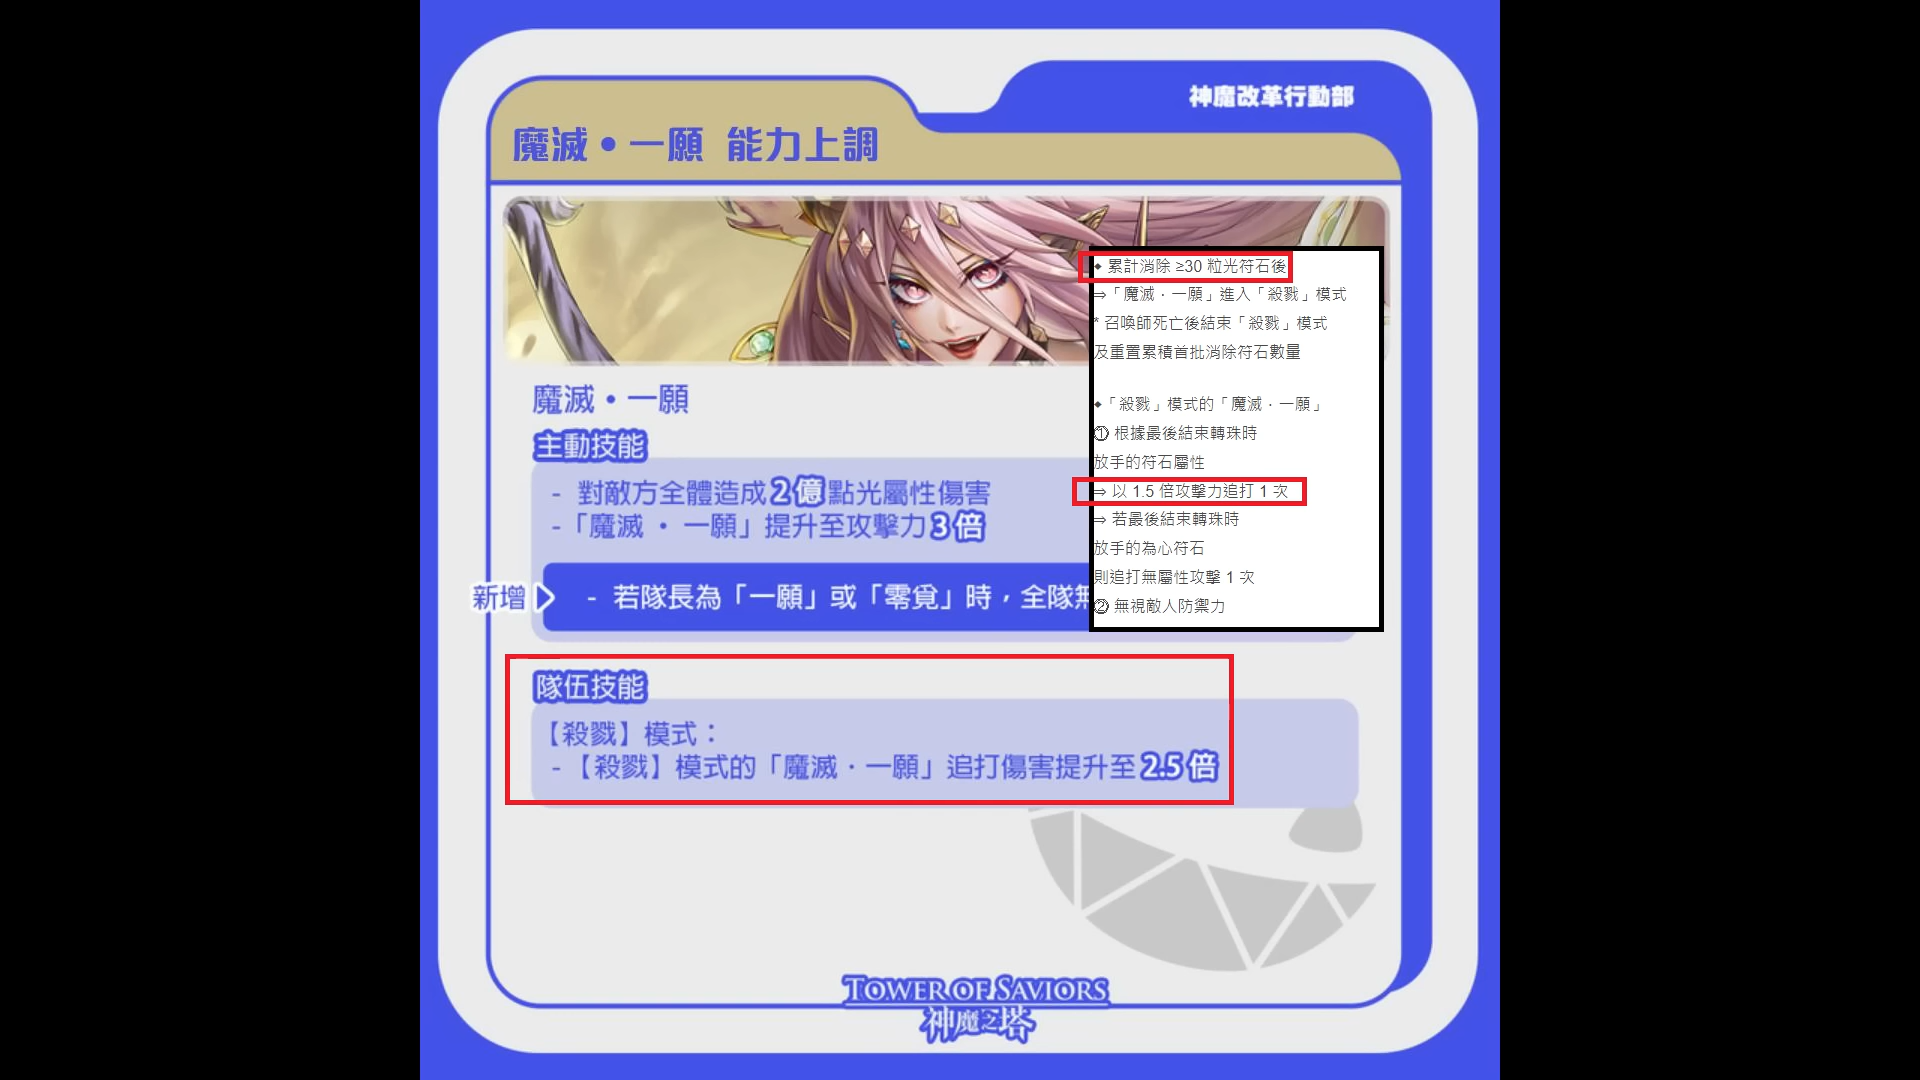 神魔改革行動部
魔滅•一願 能力上調
魔滅•一願
主動技能
- 對敵方全體造成2億點光屬性傷害
-「魔滅 • 一願」提升至攻擊力3倍
新增
- 若隊長為「一願」或「零覓」時，全隊無
◆ 累計消除 ≥30 粒光符石後
⇒「魔滅．一願」進入「殺戮」模式
* 召喚師死亡後結束「殺戮」模式
及重置累積首批消除符石數量
◆「殺戮」模式的「魔滅．一願」
① 根據最後結束轉珠時
放手的符石屬性
⇒ 以 1.5 倍攻擊力追打 1 次
⇒ 若最後結束轉珠時
放手的為心符石
則追打無屬性攻擊 1 次
② 無視敵人防禦力
隊伍技能
【殺戮】模式：
- 【殺戮】模式的「魔滅．一願」追打傷害提升至2.5倍
TOWER OF SAVIORS
神魔之塔